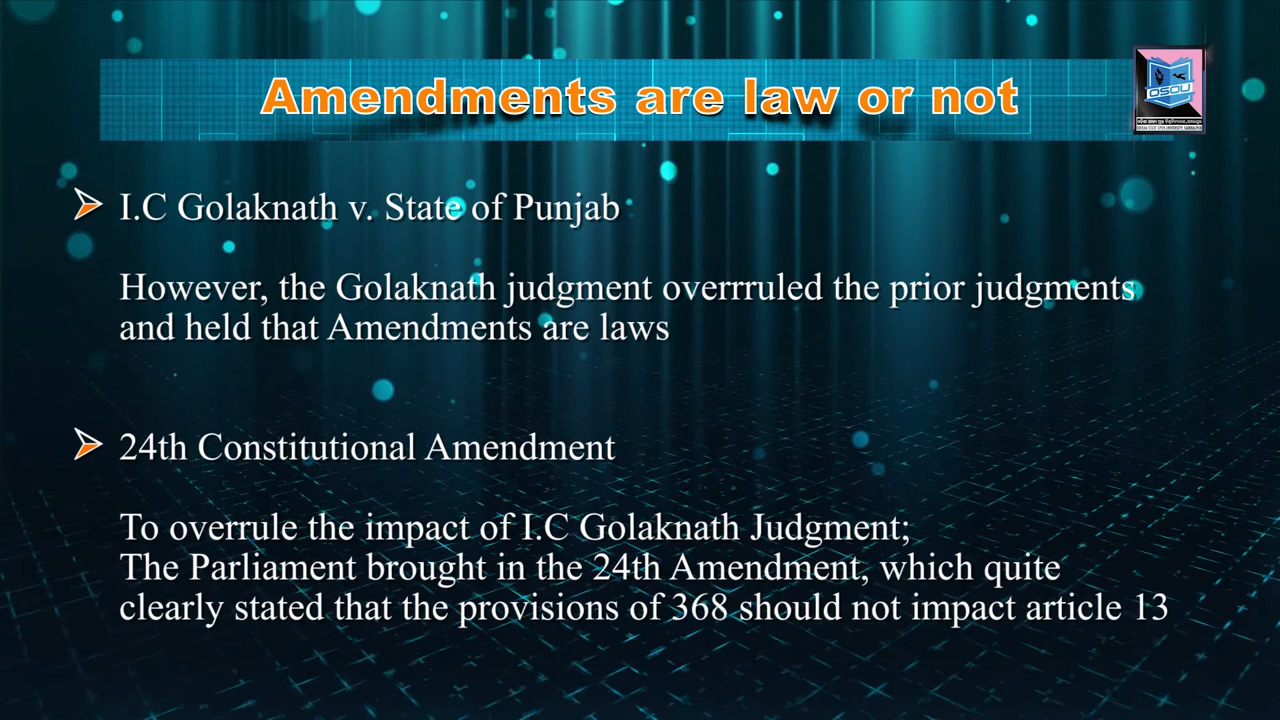 Amendments are law or not
OSOU
I.C Golaknath v. State of Punjab
However, the Golaknath judgment overrruled the prior judgments
and held that Amendments are laws
24th Constitutional Amendment
To overrule the impact of I.C Golaknath Judgment;
The Parliament brought in the 24th Amendment, which quite
clearly stated that the provisions of 368 should not impact article 13